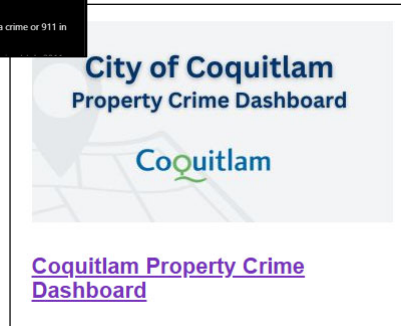 a crime or 911 in
City of Coquitlam
Property Crime Dashboard
Coquitlam
Coquitlam Property Crime
Dashboard